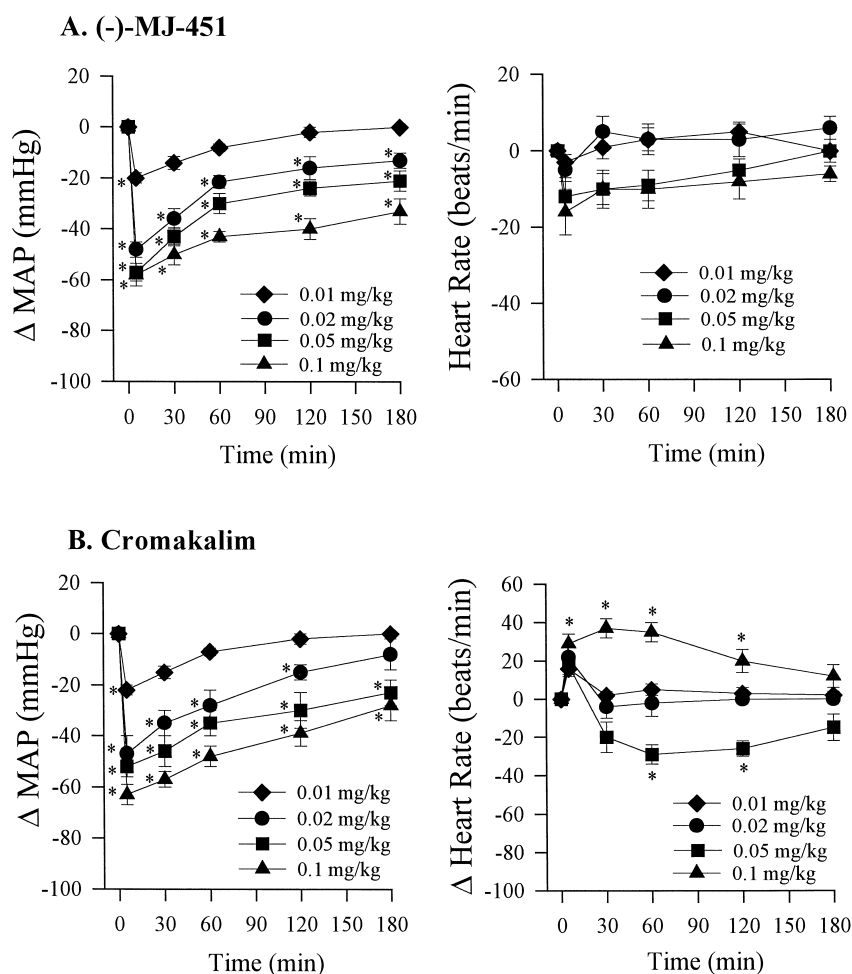 A. (-)-MJ-451
20
0
-20
-40
-60
-80
-100
Δ MAP (mmHg)
0.01 mg/kg
0.02 mg/kg
0.05 mg/kg
0.1 mg/kg
0 30 60 90 120 150 180
Time (min)
20
0
-20
-40
-60
Heart Rate (beats/min)
0.01 mg/kg
0.02 mg/kg
0.05 mg/kg
0.1 mg/kg
0 30 60 90 120 150 180
Time (min)
B. Cromakalim
20
0
-20
-40
-60
-80
-100
Δ MAP (mmHg)
0.01 mg/kg
0.02 mg/kg
0.05 mg/kg
0.1 mg/kg
0 30 60 90 120 150 180
Time (min)
60
40
20
0
-20
-40
-60
-80
-100
Δ Heart Rate (beats/min)
0.01 mg/kg
0.02 mg/kg
0.05 mg/kg
0.1 mg/kg
0 30 60 90 120 150 180
Time (min)